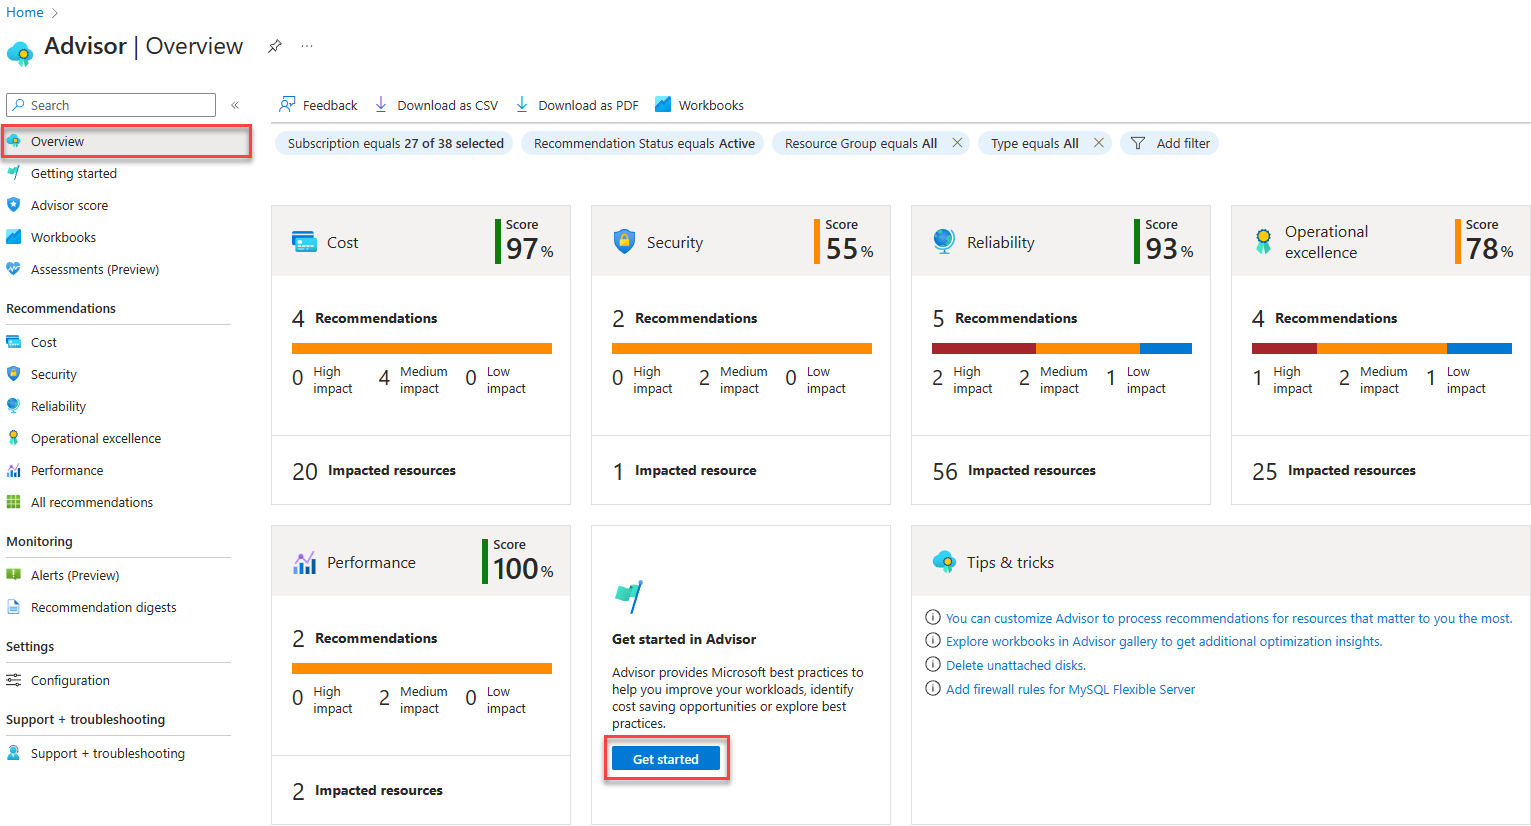 Home
Advisor | Overview
Search
Overview
Getting started
Advisor score
Workbooks
Assessments (Preview)
Recommendations
Cost
Security
Reliability
Operational excellence
Performance
All recommendations
Monitoring
Alerts (Preview)
Recommendation digests
Settings
Configuration
Support + troubleshooting
Support + troubleshooting
Feedback
Download as CSV
Download as PDF
Workbooks
Subscription equals 27 of 38 selected
Recommendation Status equals Active
Resource Group equals All
Type equals All
Add filter
Cost
Score
97%
4 Recommendations
0 High impact
4 Medium impact
0 Low impact
20 Impacted resources
Security
Score
55%
2 Recommendations
0 High impact
2 Medium impact
0 Low impact
1 Impacted resource
Reliability
Score
93%
5 Recommendations
2 High impact
2 Medium impact
1 Low impact
56 Impacted resources
Operational
excellence
Score
78%
4 Recommendations
1 High impact
2 Medium impact
1 Low impact
25 Impacted resources
Performance
Score
100%
2 Recommendations
0 High impact
2 Medium impact
0 Low impact
2 Impacted resources
Get started in Advisor
Advisor provides Microsoft best practices to
help you improve your workloads, identify
cost saving opportunities or explore best
practices.
Get started
Tips & tricks
You can customize Advisor to process recommendations for resources that matter to you the most.
Explore workbooks in Advisor gallery to get additional optimization insights.
Delete unattached disks.
Add firewall rules for MySQL Flexible Server